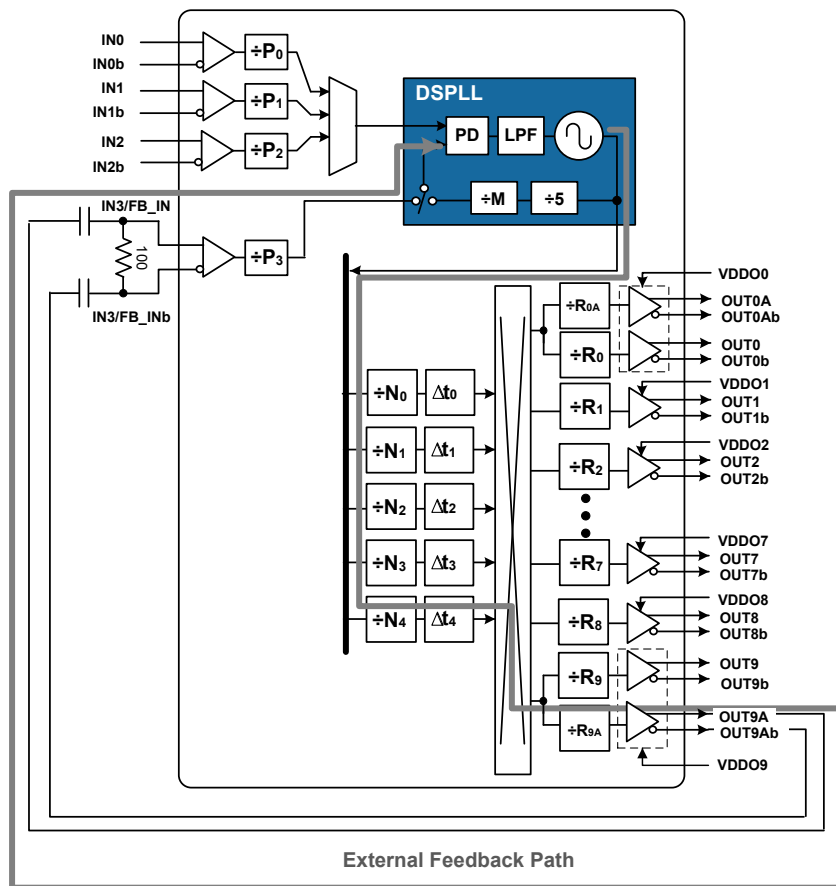 IN0
IN0b
IN1
IN1b
IN2
IN2b
÷P0
÷P1
÷P2
DSPLL
PD
LPF
÷M
÷5
IN3/FB_IN
100
IN3/FB_INb
÷P3
÷N0
Δt0
÷N1
Δt1
÷N2
Δt2
÷N3
Δt3
÷N4
Δt4
÷R0A
÷R0
÷R1
÷R2
÷R7
÷R8
÷R9
÷R9A
VDDO0
OUT0A
OUT0Ab
OUT0
OUT0b
VDDO1
OUT1
OUT1b
VDDO2
OUT2
OUT2b
VDDO7
OUT7
OUT7b
VDDO8
OUT8
OUT8b
OUT9
OUT9b
OUT9A
OUT9Ab
VDDO9
External Feedback Path